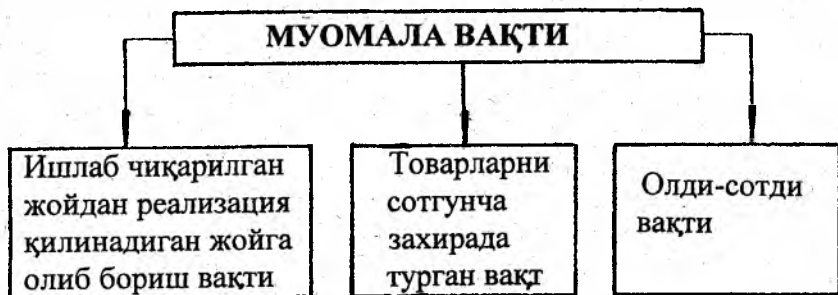 МУОМАЛА ВАҚТИ
Ишлаб чиқарилган
жойдан реализация
қилинадиган жойга
олиб бориш вақти
Товарларни
сотгунча
захирада
турган вақт
Олди-сотди
вақти